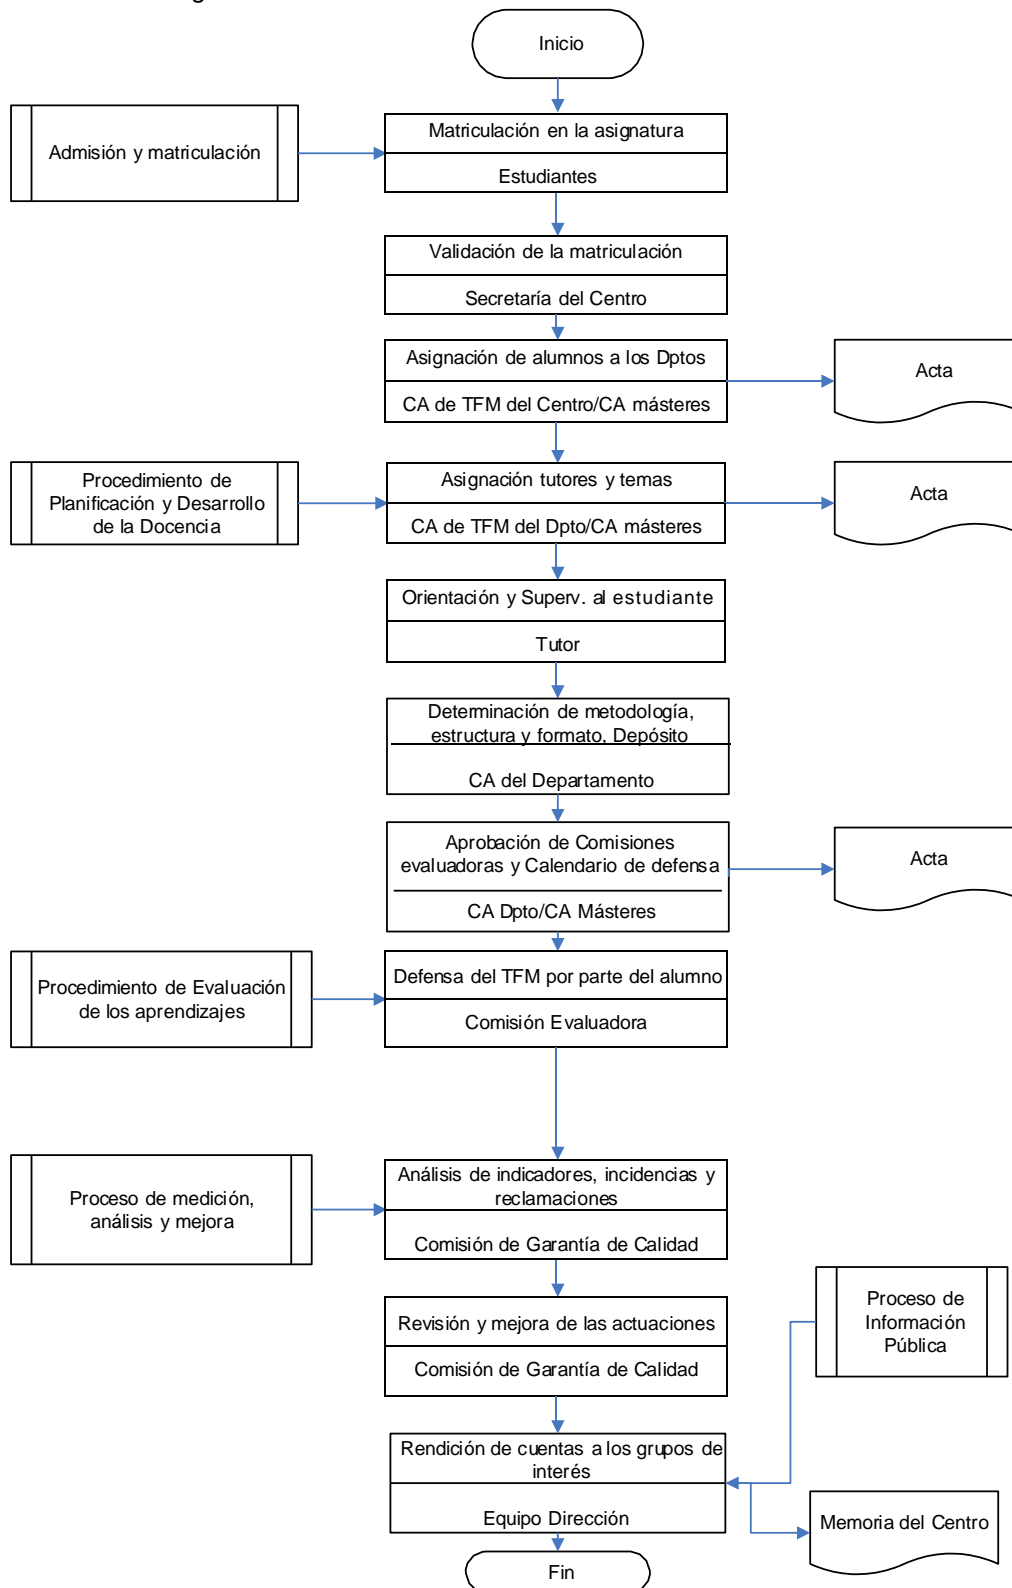 Inicio
Admisión y matriculación
Matriculación en la asignatura
Estudiantes
Validación de la matriculación
Secretaría del Centro
Asignación de alumnos a los Dptos
CA de TFM del Centro/CA másteres
Acta
Procedimiento de
Planificación y Desarrollo
de la Docencia
Asignación tutores y temas
CA de TFM del Dpto/CA másteres
Acta
Orientación y Superv. al estudiante
Tutor
Determinación de metodología,
estructura y formato, Depósito
CA del Departamento
Aprobación de Comisiones
evaluadoras y Calendario de defensa
CA Dpto/CA Másteres
Acta
Procedimiento de Evaluación
de los aprendizajes
Defensa del TFM por parte del alumno
Comisión Evaluadora
Proceso de medición,
análisis y mejora
Análisis de indicadores, incidencias y
reclamaciones
Comisión de Garantía de Calidad
Revisión y mejora de las actuaciones
Comisión de Garantía de Calidad
Proceso de
Información
Pública
Rendición de cuentas a los grupos de
interés
Equipo Dirección
Memoria del Centro
Fin